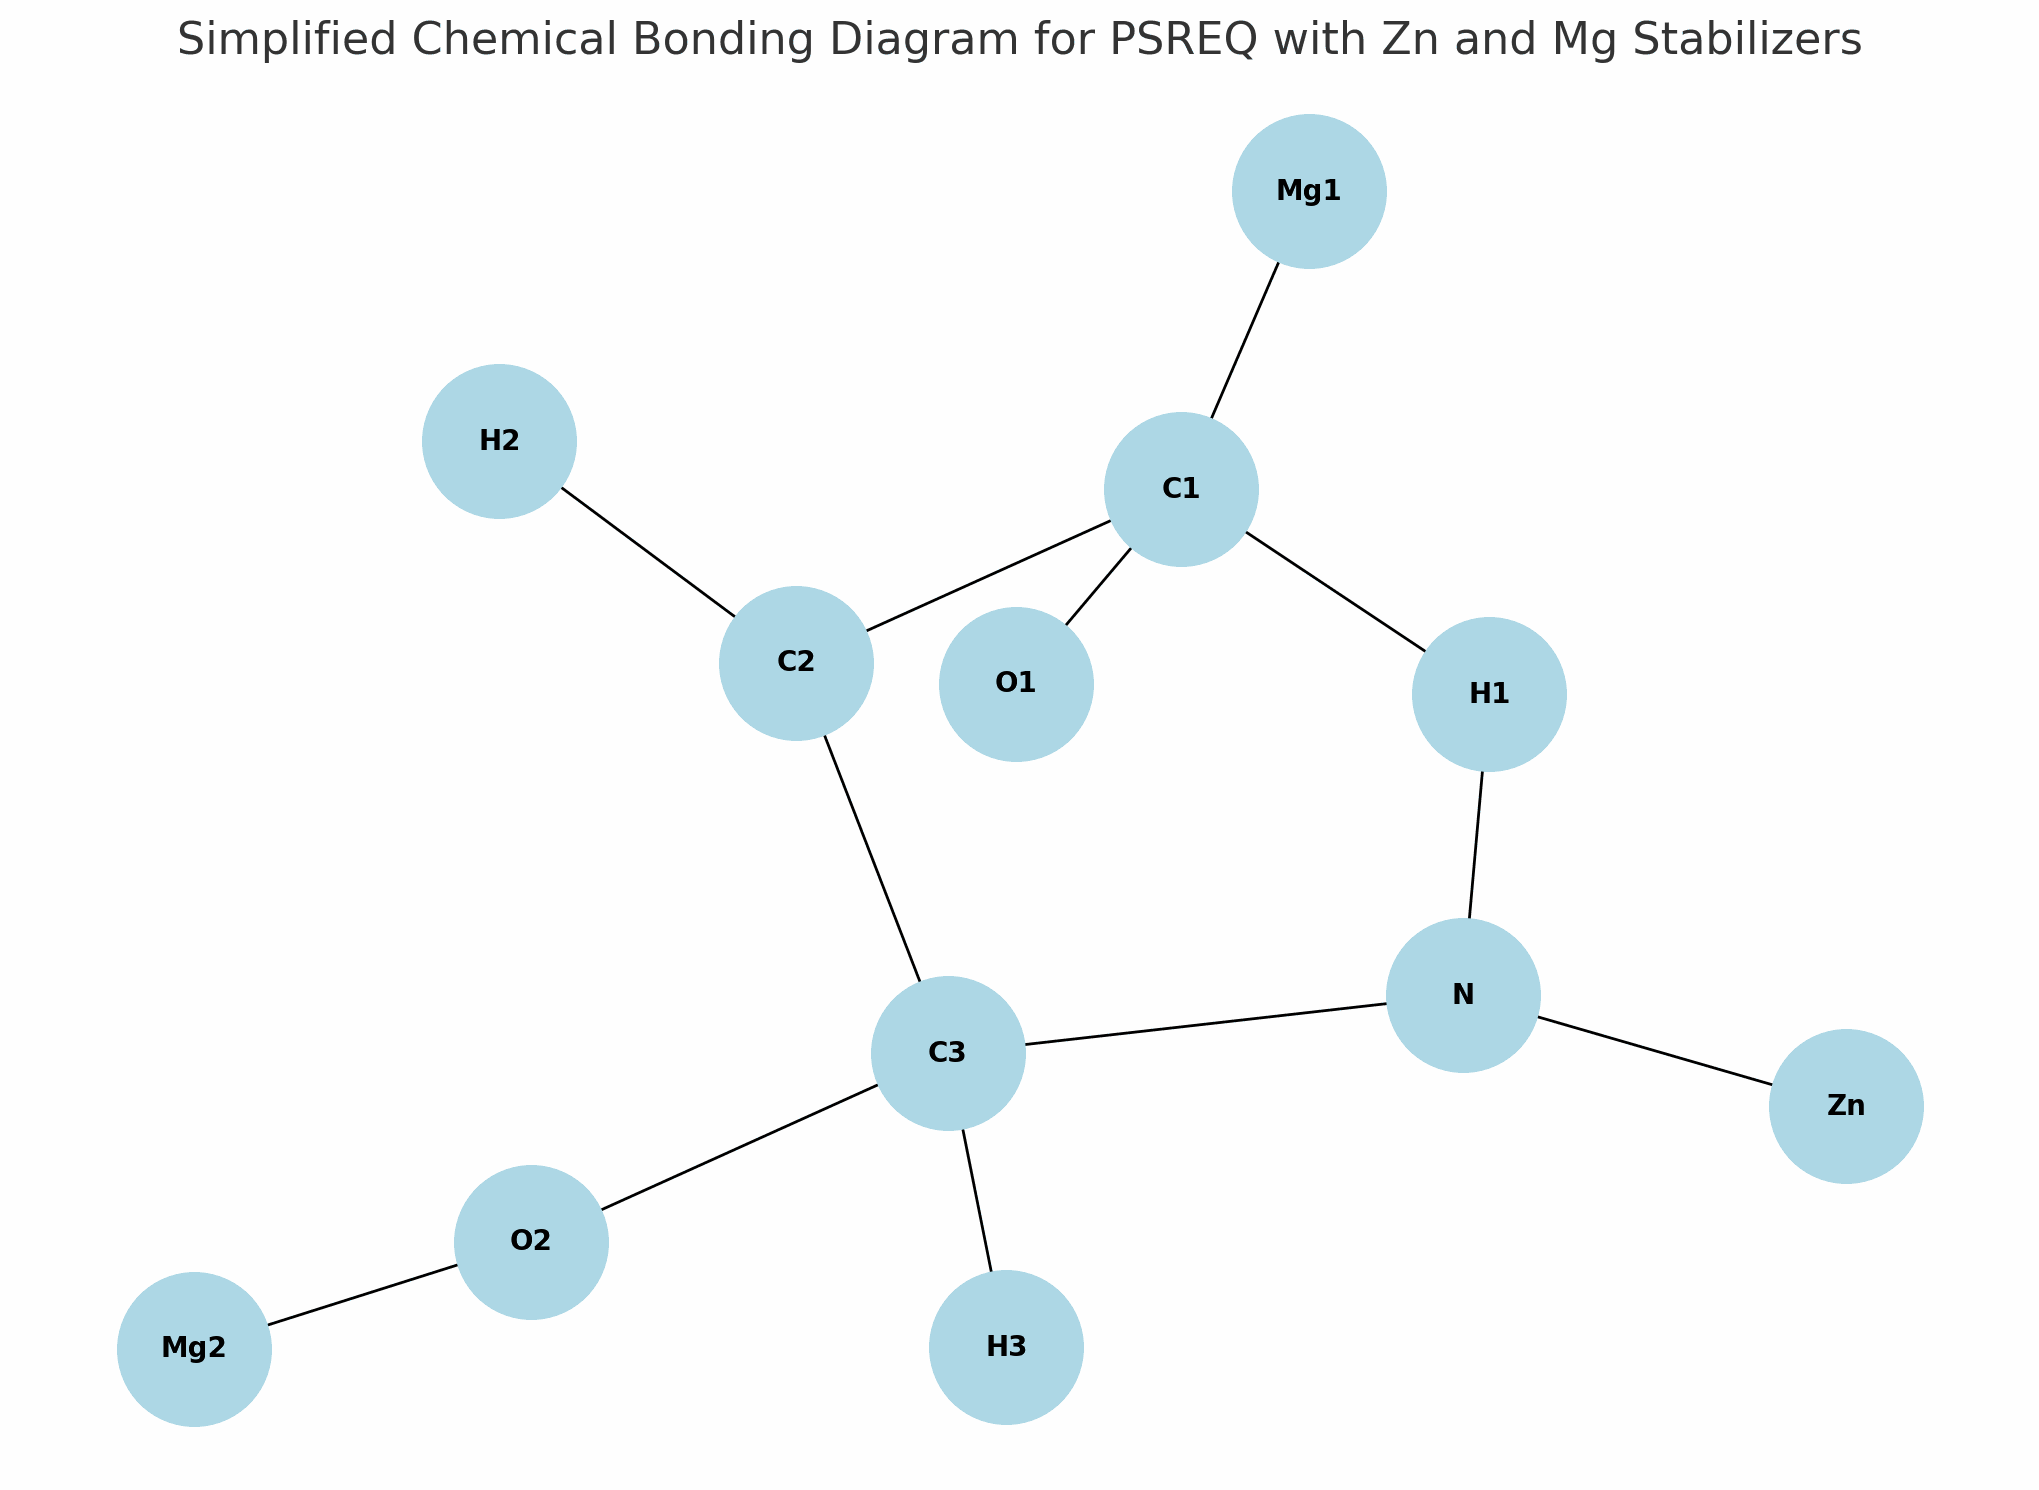 Simplified Chemical Bonding Diagram for PSREQ with Zn and Mg Stabilizers
Mg1
H2
C1
C2
O1
H1
N
C3
Zn
O2
Mg2
H3